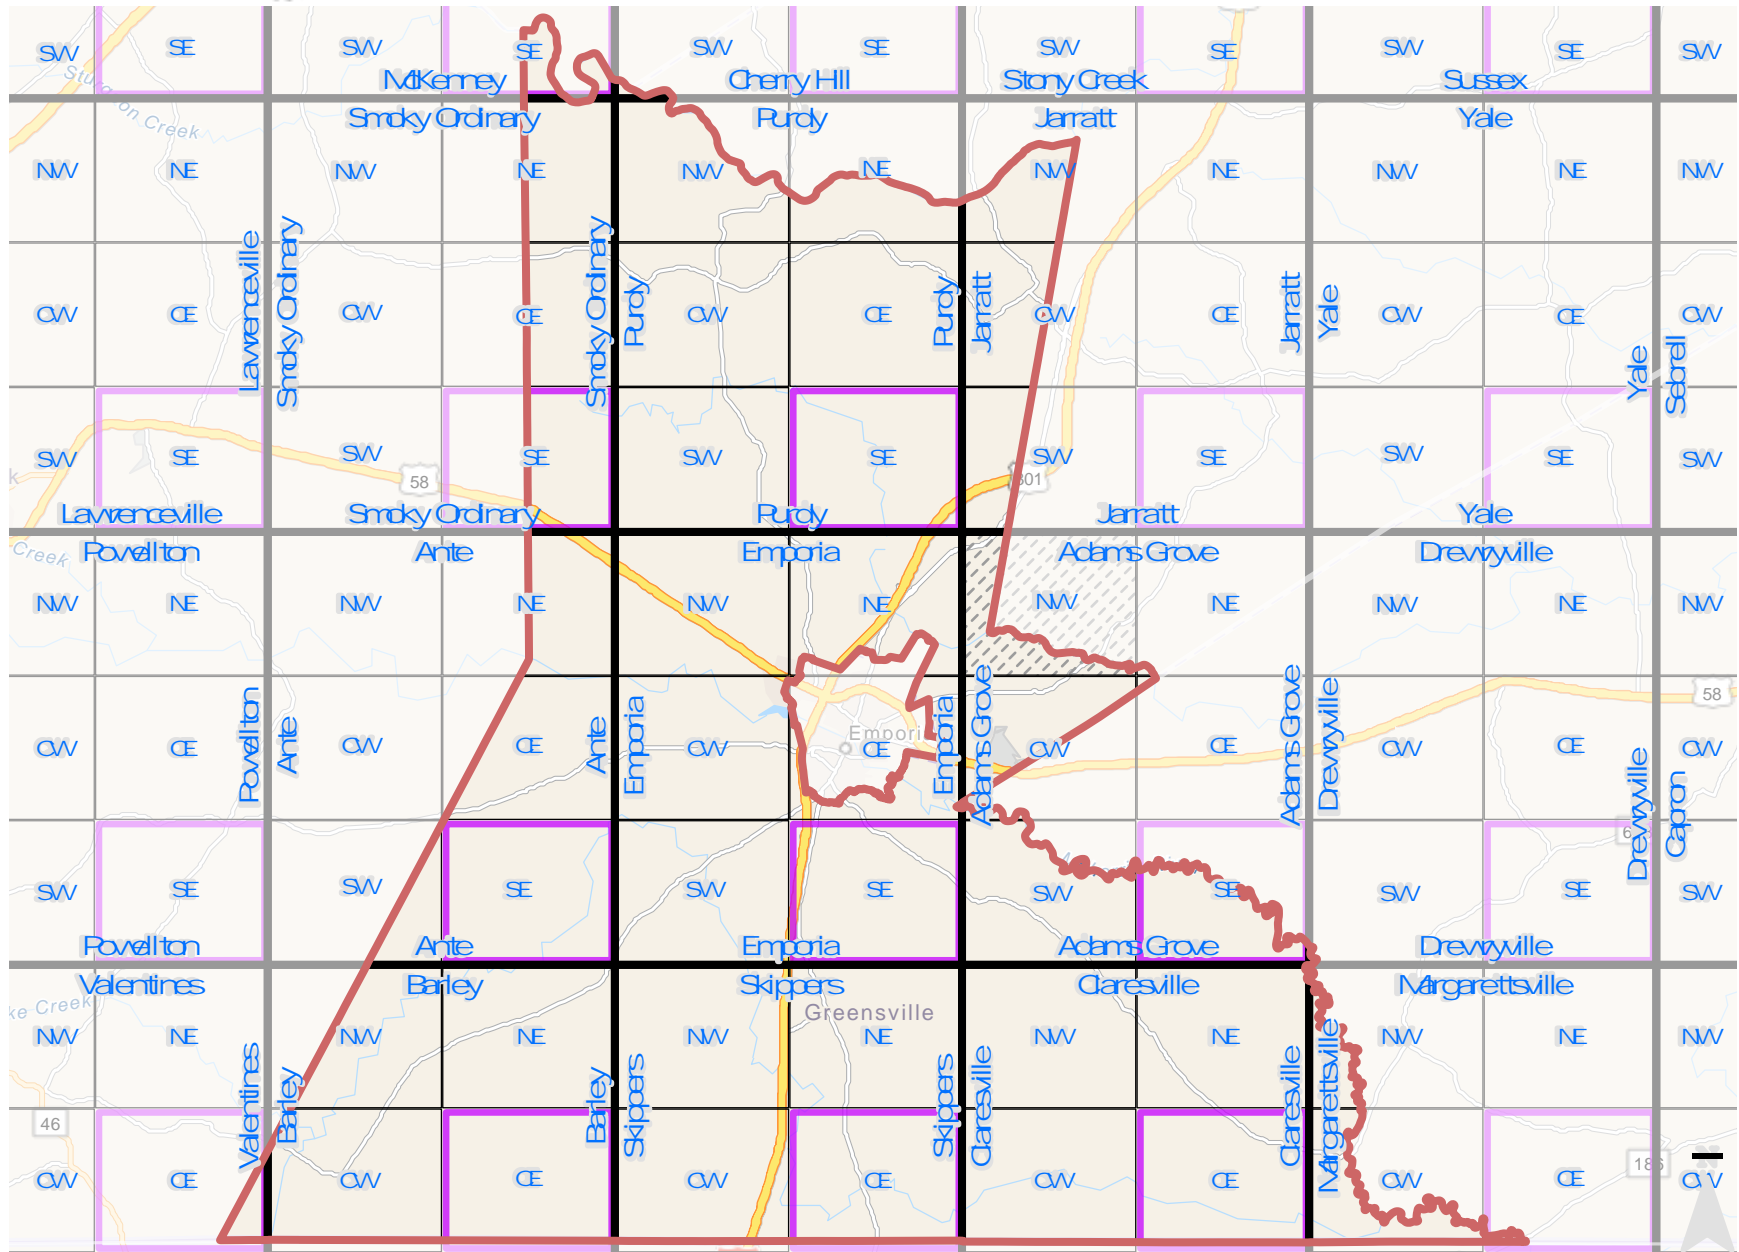 SW SE SW SE SW SE SW SE SW SE SW
McKenney Cherry Hill Stony Creek Sussex
Sturgeon Creek
Smoky Ordinary Purdy Jarratt Yale
NW NE NW NE NW NE NW NE NW NE NW
Lawrenceville Smoky Ordinary Smoky Ordinary Purdy Purdy Jarratt Jarratt Yale Yale Sebrell
CW CE CW CE CW CE CW CE CW CE CW
SW SE SW SE SW SE SW SE SW SE SW
58 301
Lawrenceville Smoky Ordinary Purdy Jarratt Yale
Powellton Ante Emporia Adams Grove Drewryville
Creek
NW NE NW NE NW NE NW NE NW NE NW
58
Powellton Ante Ante Emporia Emporia Adams Grove Adams Grove Drewryville Drewryville Capron
Empori
CW CE CW CE CW CE CW CE CW CE CW
SW SE SW SE SW SE SW SE SW SE SW
Powellton Ante Emporia Adams Grove Drewryville
Valentines Barley Skippers Claresville Margarettsville
ke Creek
Greensville
NW NE NW NE NW NE NW NE NW NE NW
Valentines Barley Barley Skippers Skippers Claresville Claresville Margarettsville
46
186
CW CE CW CE CW CE CW CE CW CE CW